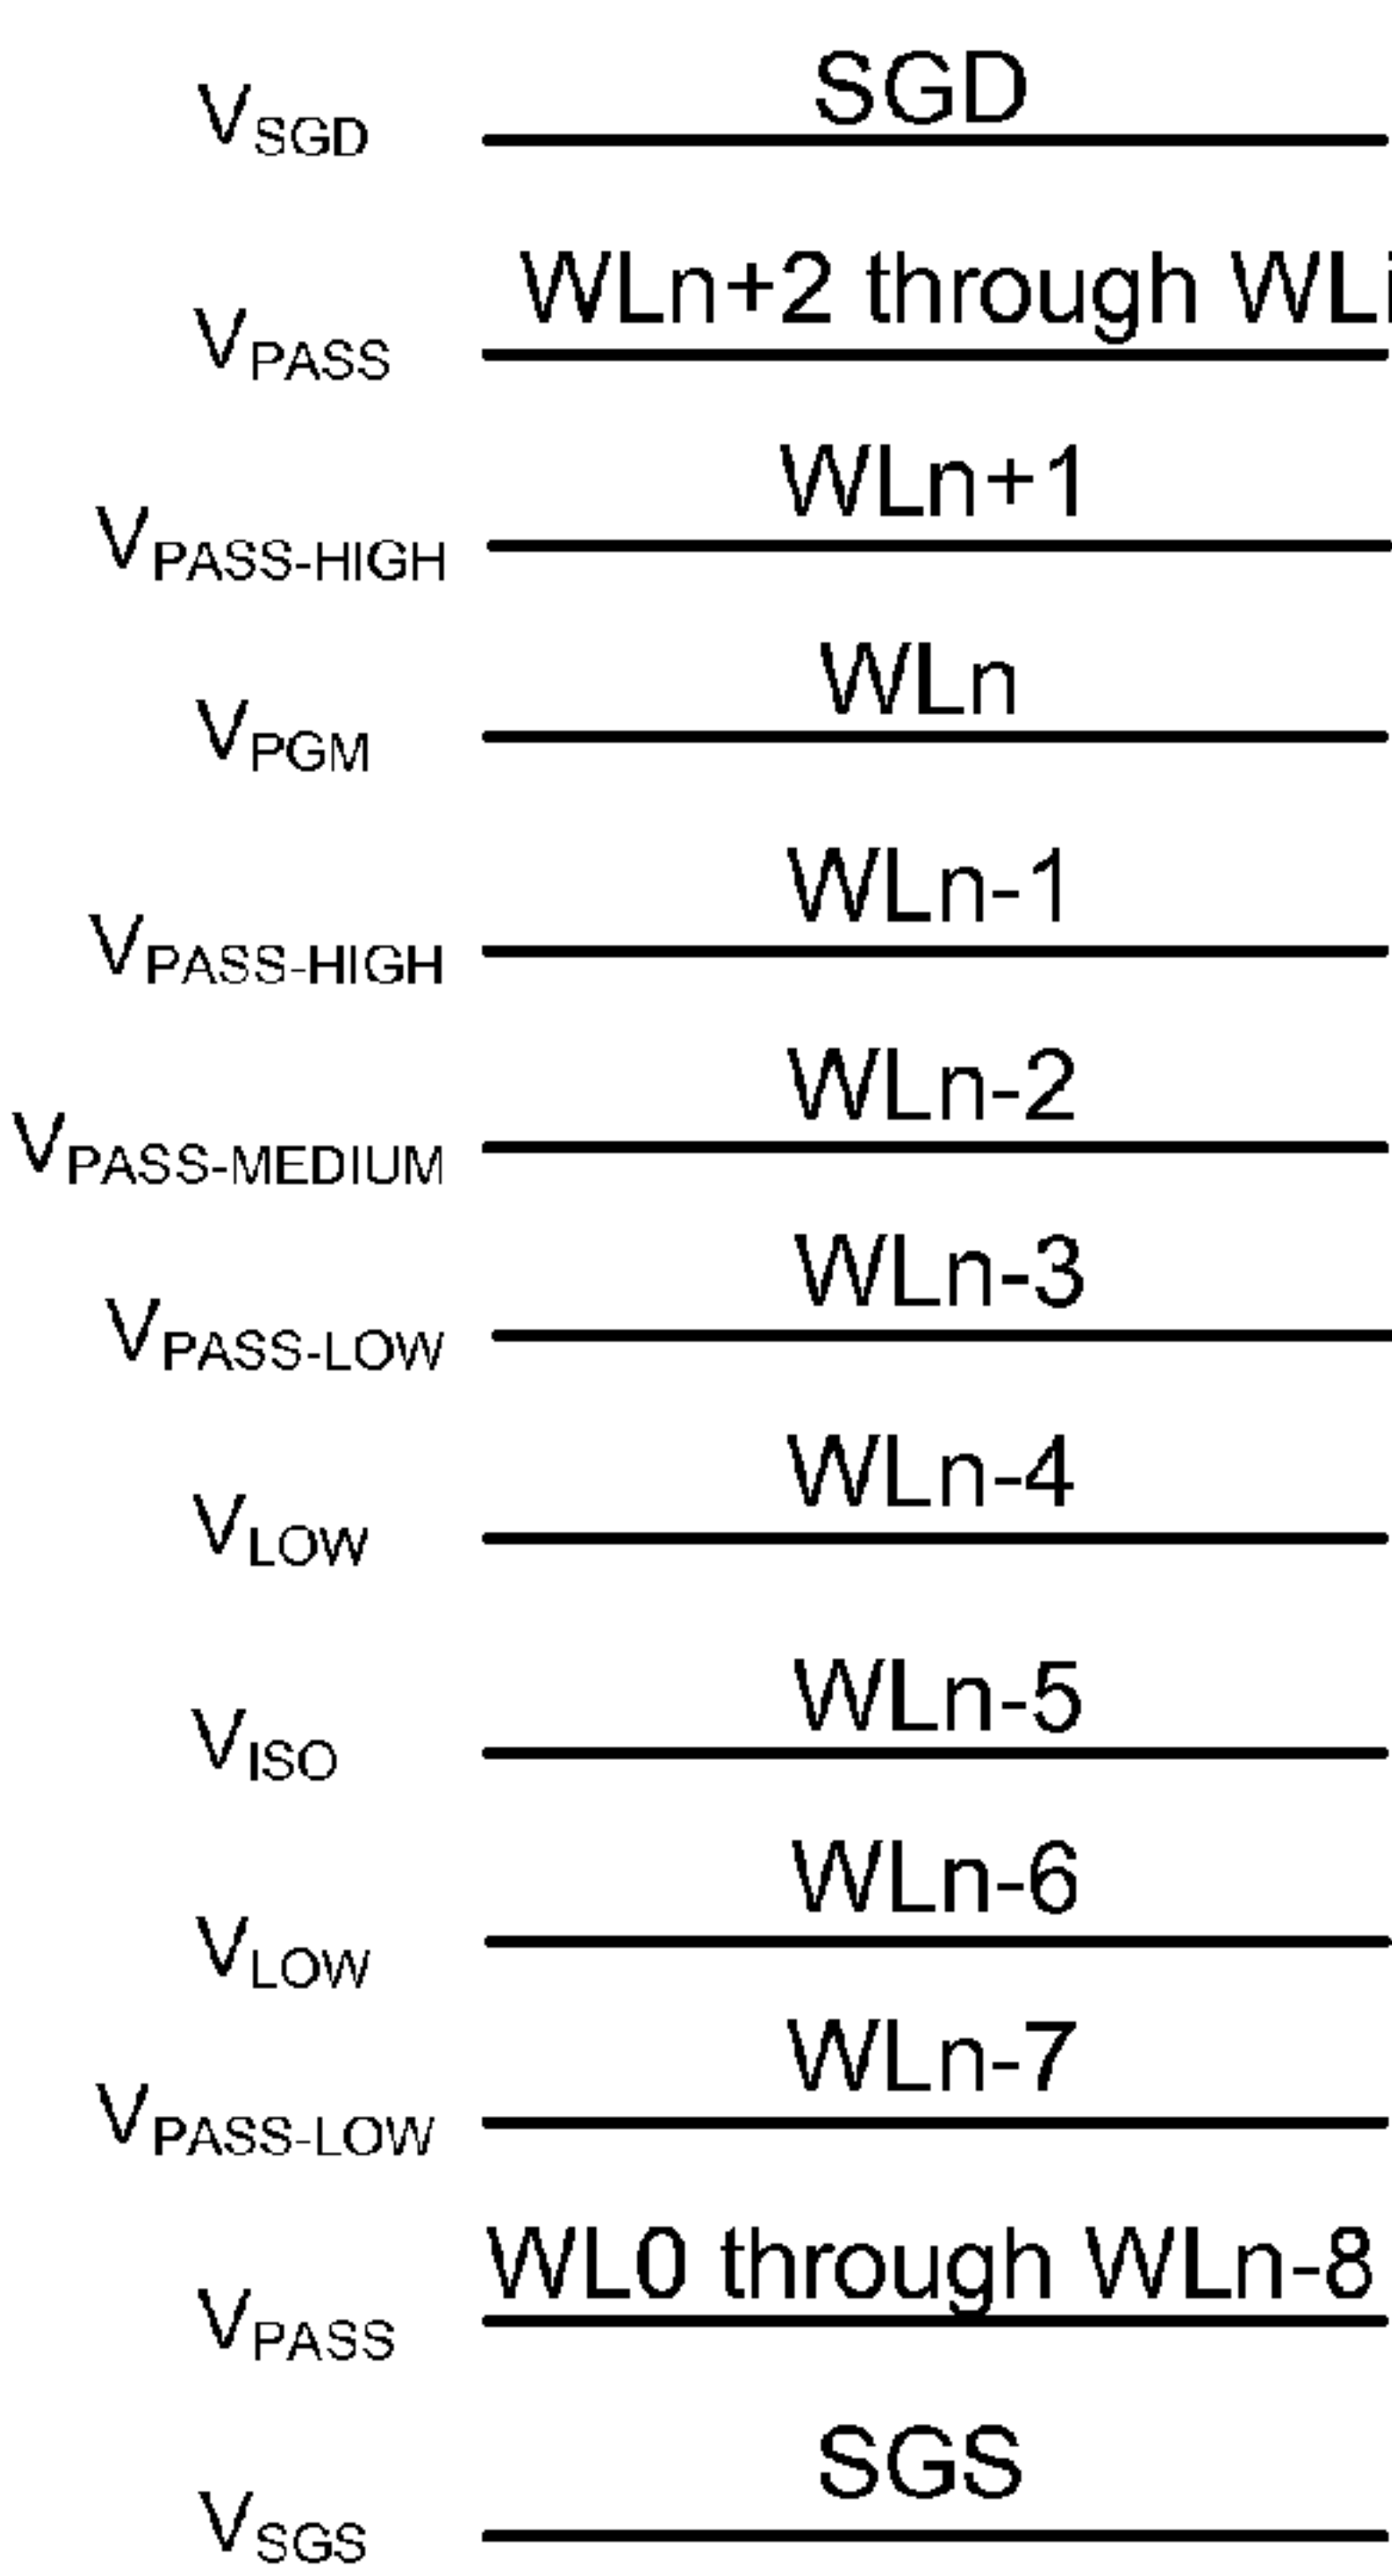 SGD
V_SGD
WLn+2 through WLi
V_PASS
WLn+1
V_PASS-HIGH
WLn
V_PGM
WLn-1
V_PASS-HIGH
WLn-2
V_PASS-MEDIUM
WLn-3
V_PASS-LOW
WLn-4
V_LOW
WLn-5
V_ISO
WLn-6
V_LOW
WLn-7
V_PASS-LOW
WL0 through WLn-8
V_PASS
SGS
V_SGS